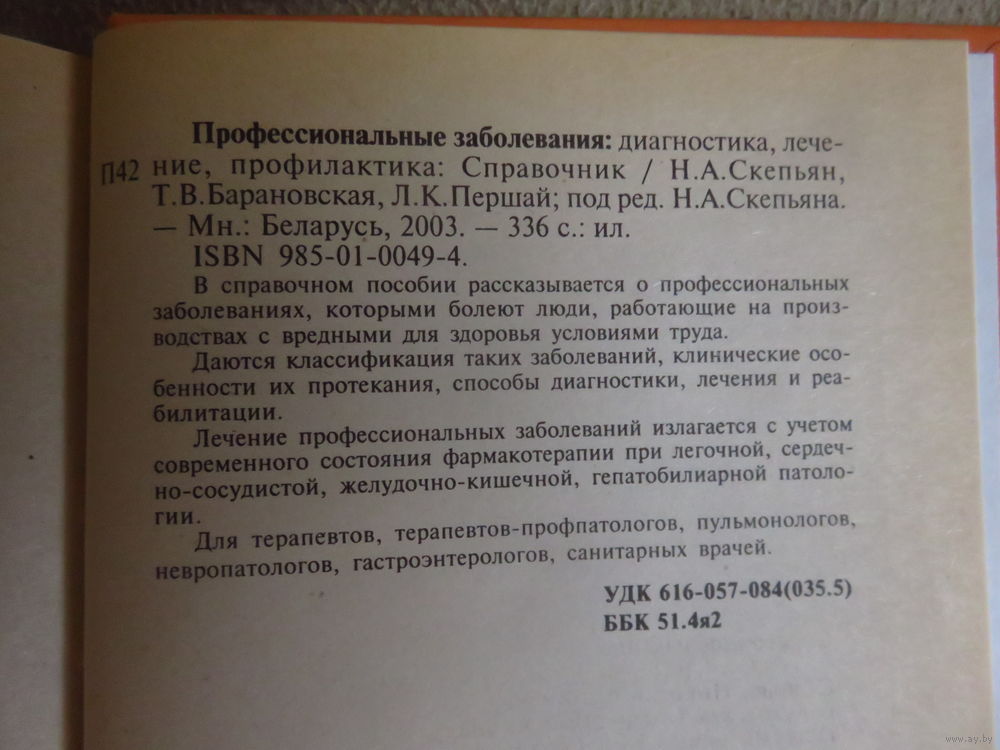 Профессиональные заболевания: диагностика, лече-
П42 ние, профилактика: Справочник / Н.А.Скепьян,
Т.В.Барановская, Л.К.Першай; под ред. Н.А.Скепьяна.
— Мн.: Беларусь, 2003. — 336 с.: ил.
ISBN 985-01-0049-4.
В справочном пособии рассказывается о профессиональных
заболеваниях, которыми болеют люди, работающие на произ-
водствах с вредными для здоровья условиями труда.
Даются классификация таких заболеваний, клинические осо-
бенности их протекания, способы диагностики, лечения и реа-
билитации.
Лечение профессиональных заболеваний излагается с учетом
современного состояния фармакотерапии при легочной, сердеч-
но-сосудистой, желудочно-кишечной, гепатобилиарной патоло-
гии.
Для терапевтов, терапевтов-профпатологов, пульмонологов,
невропатологов, гастроэнтерологов, санитарных врачей.
УДК 616-057-084(035.5)
ББК 51.4я2
www.ay.by